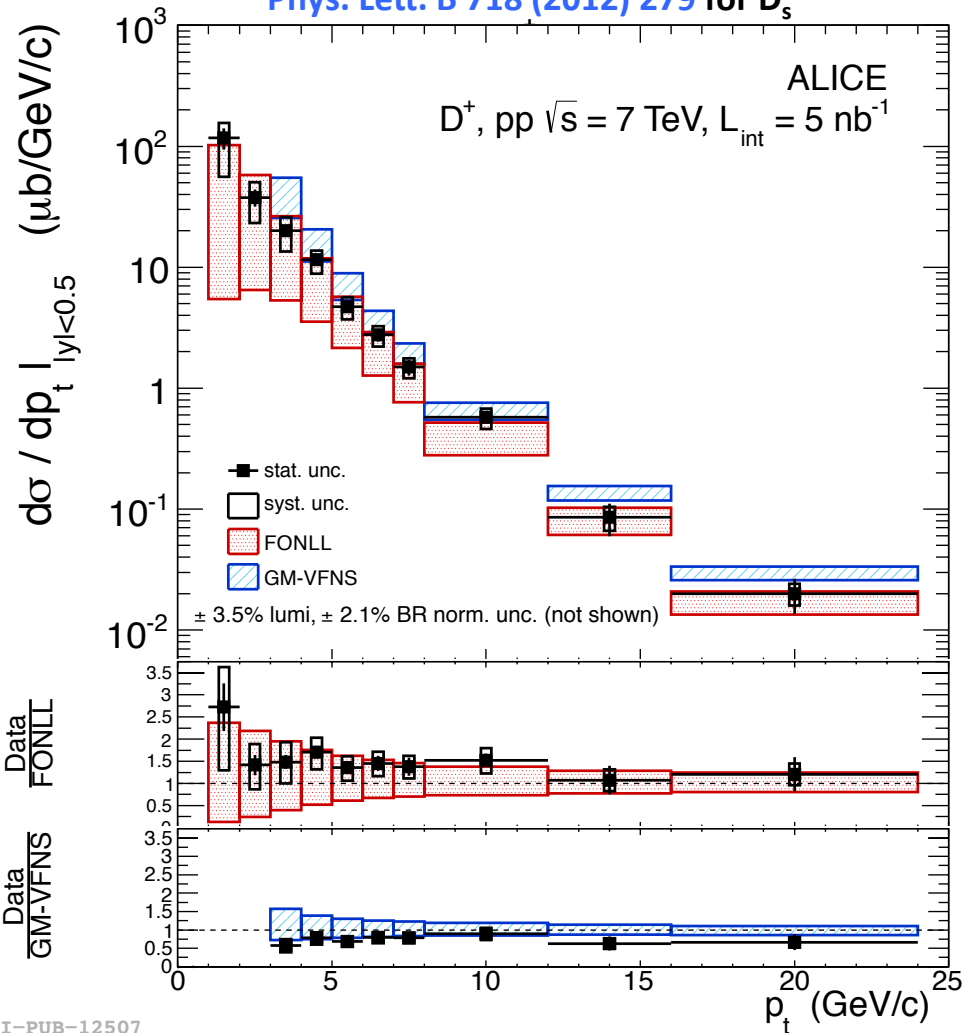 Phys. Lett. B 718 (2012) 279 for Ds
ALICE
D+, pp √s = 7 TeV, Lint = 5 nb-1
dσ / dpt ||y|<0.5 (μb/GeV/c)
10³
10²
10
1
10-1
10-2
stat. unc.
syst. unc.
FONLL
GM-VFNS
± 3.5% lumi, ± 2.1% BR norm. unc. (not shown)
Data
FONLL
3.5
3
2.5
2
1.5
1
0.5
Data
GM-VFNS
3.5
3
2.5
2
1.5
1
0.5
0
0 5 10 15 20 25
pt (GeV/c)
I-PUB-12507